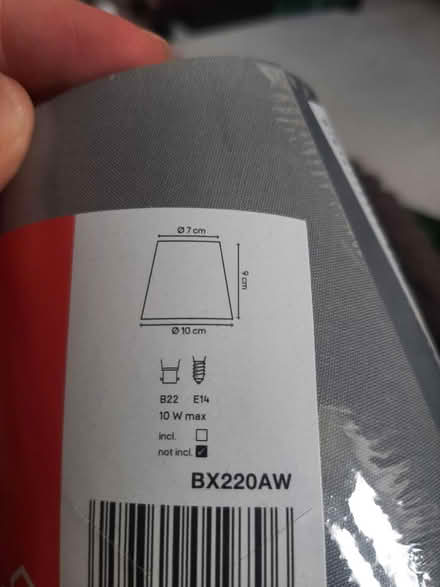 Ø 7 cm
9 cm
Ø 10 cm
B22 E14
10 W max
incl.
not incl.
BX220AW